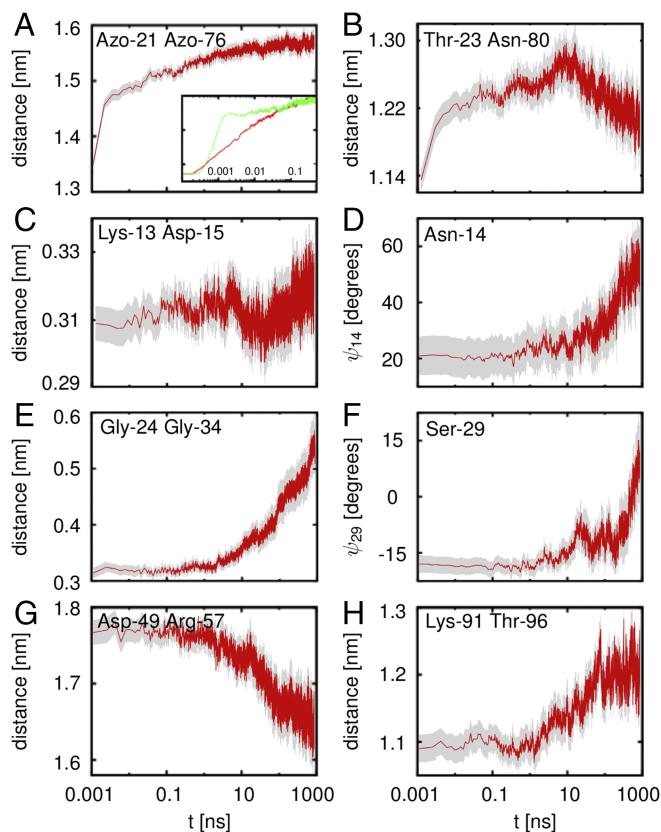 A
Azo-21 Azo-76
distance [nm]
1.6
1.5
1.4
1.3
0.001 0.01 0.1
B
Thr-23 Asn-80
distance [nm]
1.30
1.22
1.14
C
Lys-13 Asp-15
distance [nm]
0.33
0.31
0.29
D
Asn-14
ψ14 [degrees]
60
40
20
E
Gly-24 Gly-34
distance [nm]
0.6
0.5
0.4
0.3
F
Ser-29
ψ29 [degrees]
15
0
-15
G
Asp-49 Arg-57
distance [nm]
1.8
1.7
1.6
0.001 0.1 10 1000
t [ns]
H
Lys-91 Thr-96
distance [nm]
1.3
1.2
1.1
0.001 0.1 10 1000
t [ns]